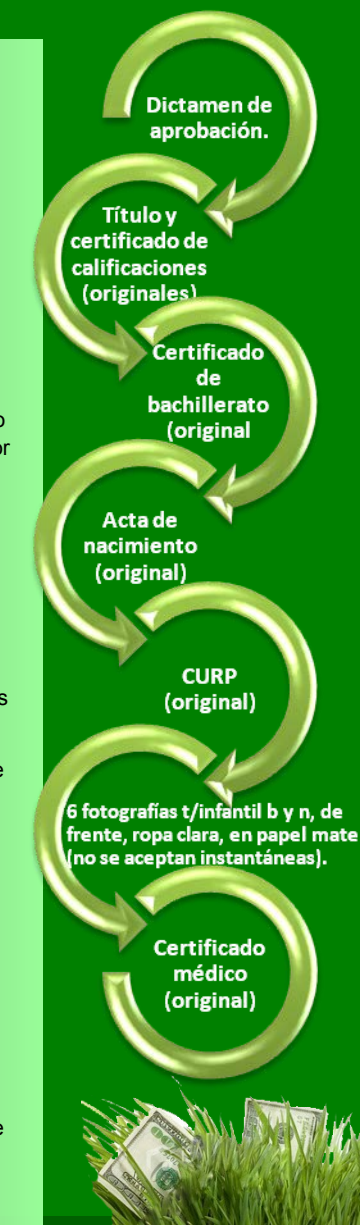 Dictamen de
aprobación.
Título y
certificado de
calificaciones
(originales)
Certificado
de
bachillerato
(original
Acta de
nacimiento
(original)
CURP
(original)
6 fotografías t/infantil b y n, de
frente, ropa clara, en papel mate
(no se aceptan instantáneas).
Certificado
médico
(original)